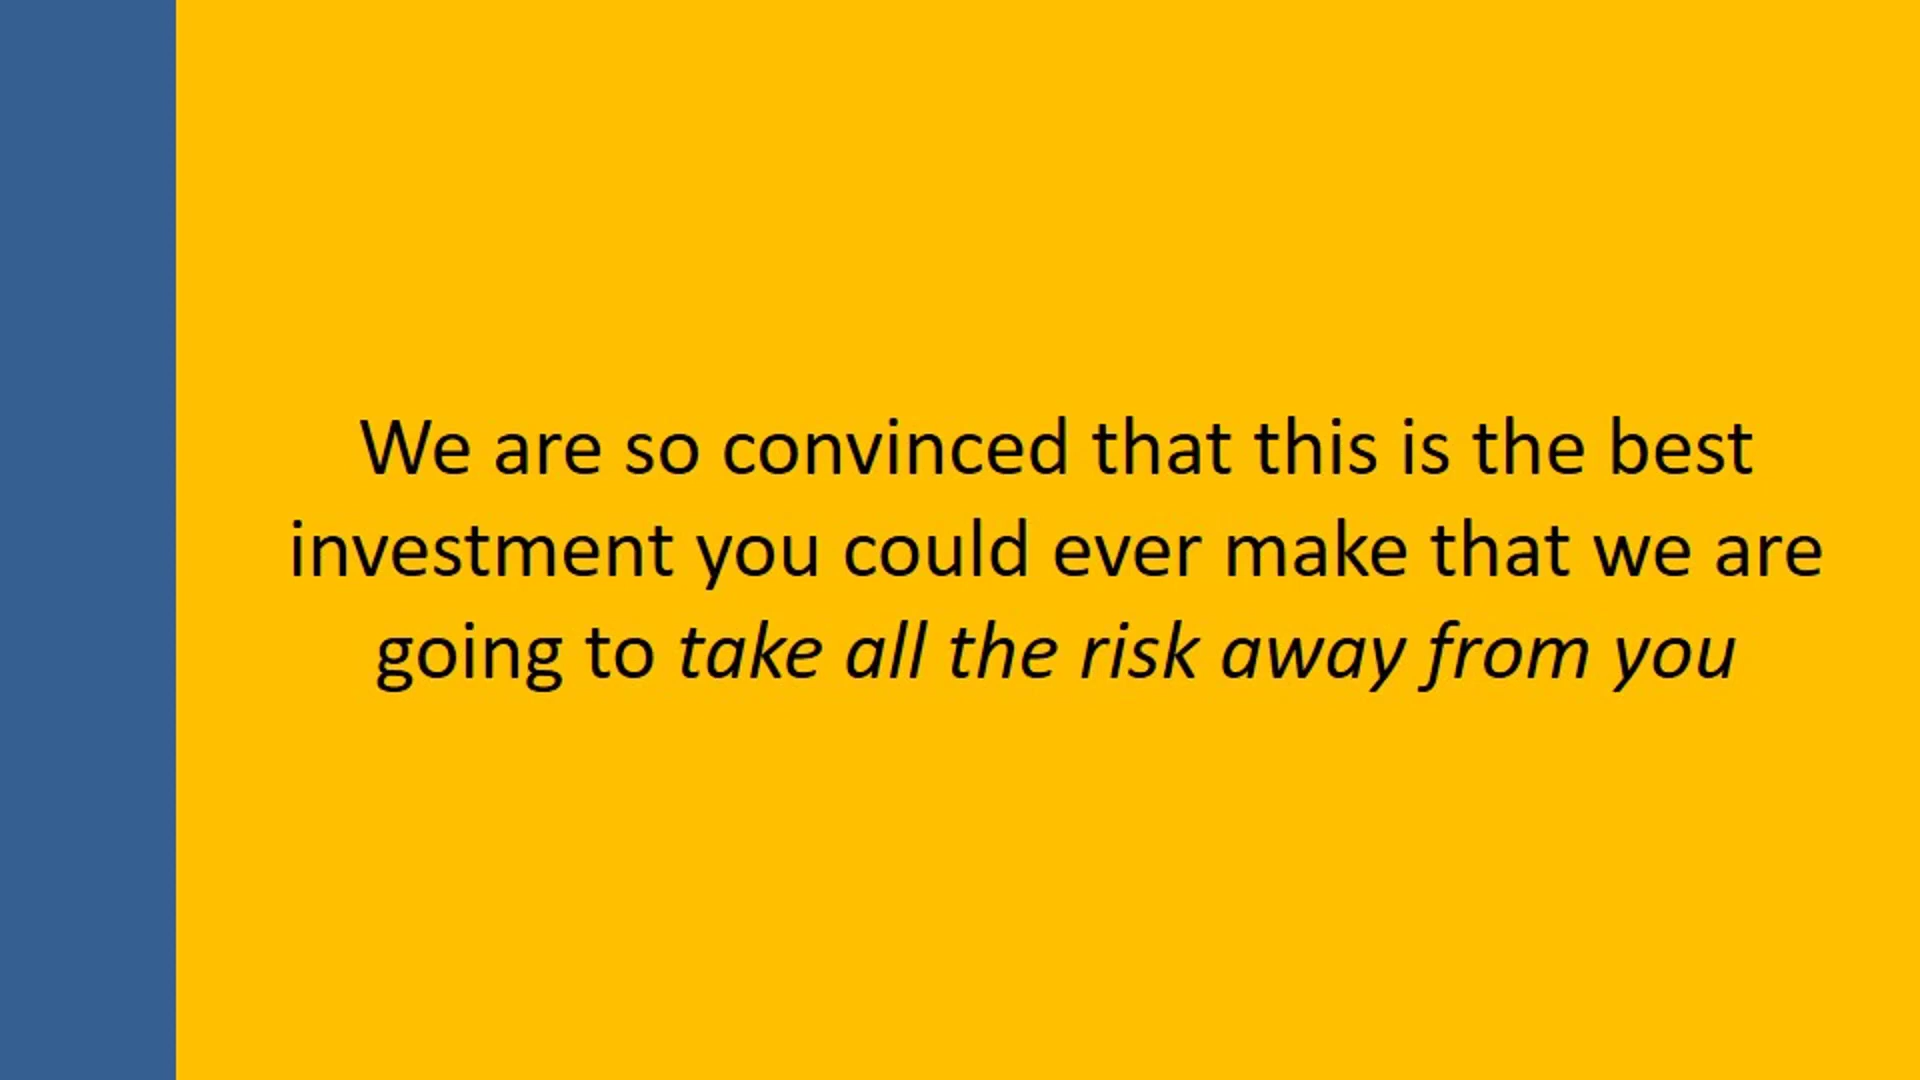 We are so convinced that this is the best
investment you could ever make that we are
going to take all the risk away from you